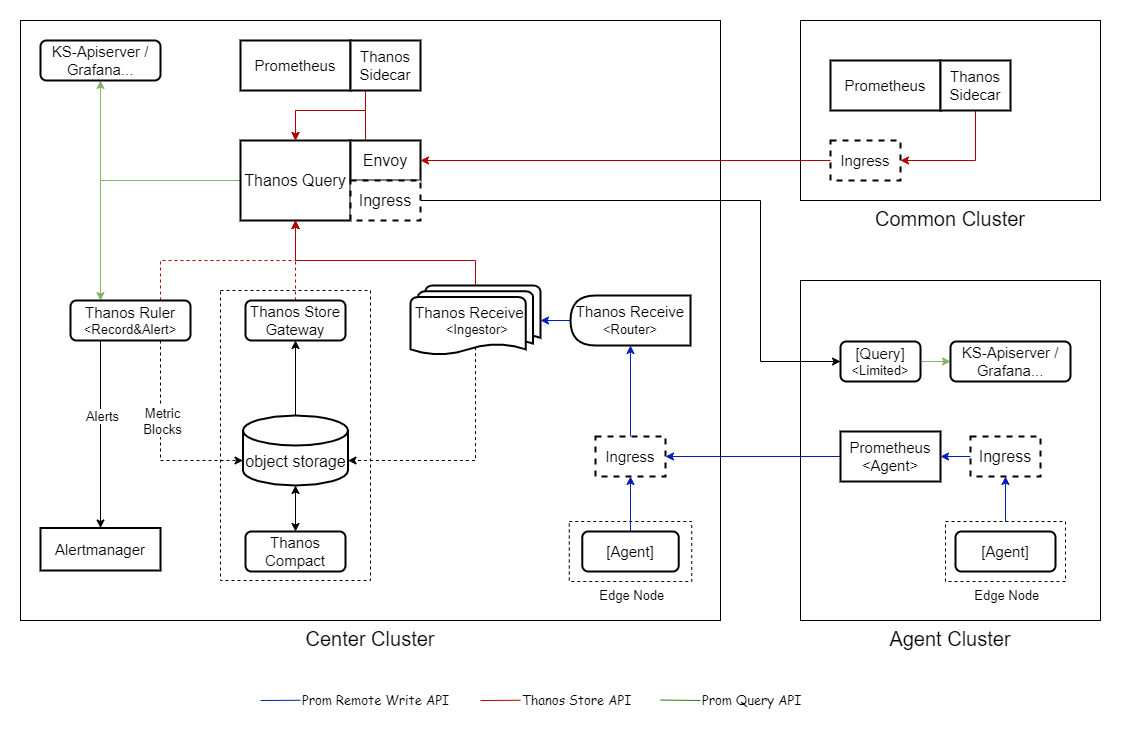 KS-Apiserver /
Grafana...
Prometheus
Thanos
Sidecar
Thanos Query
Envoy
Ingress
Thanos Ruler
<Record&Alert>
Thanos Store
Gateway
Thanos Receive
<Ingestor>
Thanos Receive
<Router>
Alerts
Metric
Blocks
object storage
Ingress
Alertmanager
Thanos
Compact
[Agent]
Edge Node
Center Cluster
Prometheus
Thanos
Sidecar
Ingress
Common Cluster
[Query]
<Limited>
KS-Apiserver /
Grafana...
Prometheus
<Agent>
Ingress
[Agent]
Edge Node
Agent Cluster
Prom Remote Write API
Thanos Store API
Prom Query API